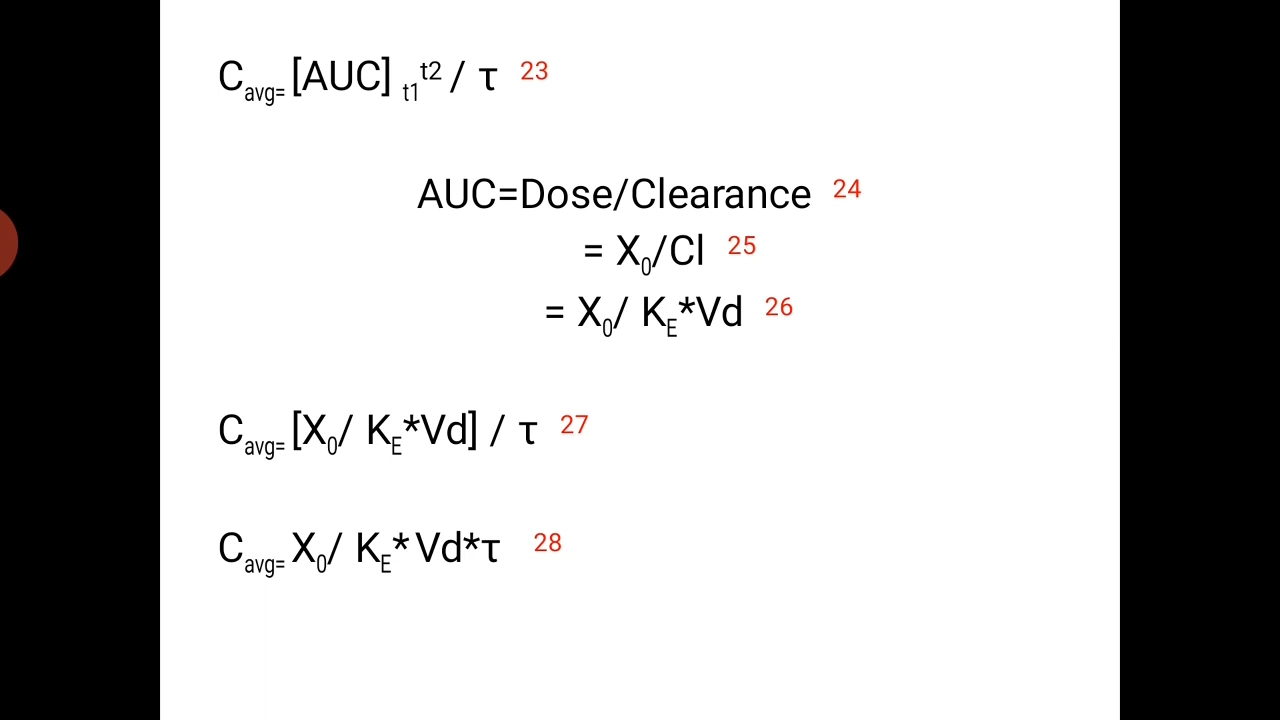 Cavg= [AUC] t1t2 / τ 23
AUC=Dose/Clearance 24
= X0/Cl 25
= X0/ KE*Vd 26
Cavg= [X0/ KE*Vd] / τ 27
Cavg= X0/ KE* Vd*τ 28